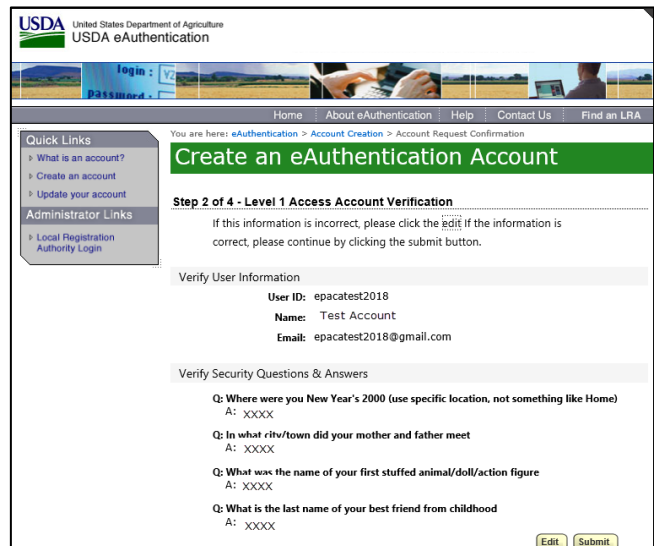 USDA United States Department of Agriculture
USDA eAuthentication
login :
password :
Home About eAuthentication Help Contact Us Find an LRA
Quick Links
What is an account?
Create an account
Update your account
Administrator Links
Local Registration
Authority Login
You are here: eAuthentication > Account Creation > Account Request Confirmation
Create an eAuthentication Account
Step 2 of 4 - Level 1 Access Account Verification
If this information is incorrect, please click the edit If the information is
correct, please continue by clicking the submit button.
Verify User Information
User ID: epacatest2018
Name: Test Account
Email: epacatest2018@gmail.com
Verify Security Questions & Answers
Q: Where were you New Year's 2000 (use specific location, not something like Home)
A: XXXX
Q: In what city/town did your mother and father meet
A: XXXX
Q: What was the name of your first stuffed animal/doll/action figure
A: XXXX
Q: What is the last name of your best friend from childhood
A: XXXX
Edit Submit